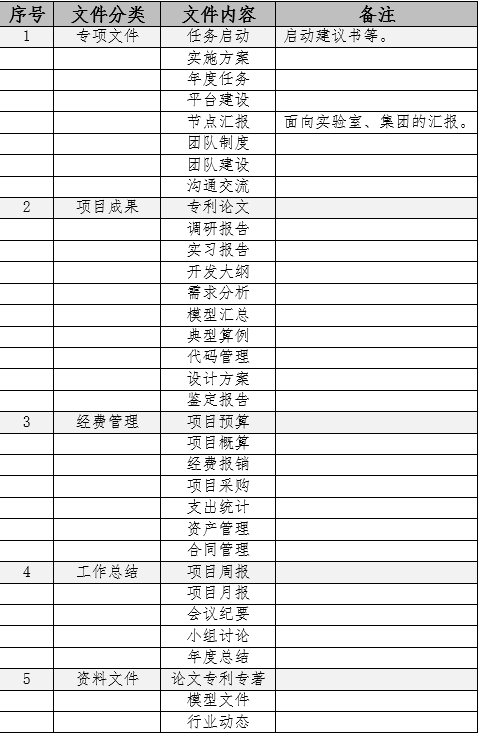 序号 文件分类 文件内容 备注
1 专项文件 任务启动 启动建议书等。
实施方案
年度任务
平台建设
节点汇报 面向实验室、集团的汇报。
团队制度
团队建设
沟通交流
2 项目成果 专利论文
调研报告
实习报告
开发大纲
需求分析
模型汇总
典型算例
代码管理
设计方案
鉴定报告
3 经费管理 项目预算
项目概算
经费报销
项目采购
支出统计
资产管理
合同管理
4 工作总结 项目周报
项目月报
会议纪要
小组讨论
年度总结
5 资料文件 论文专利专著
模型文件
行业动态